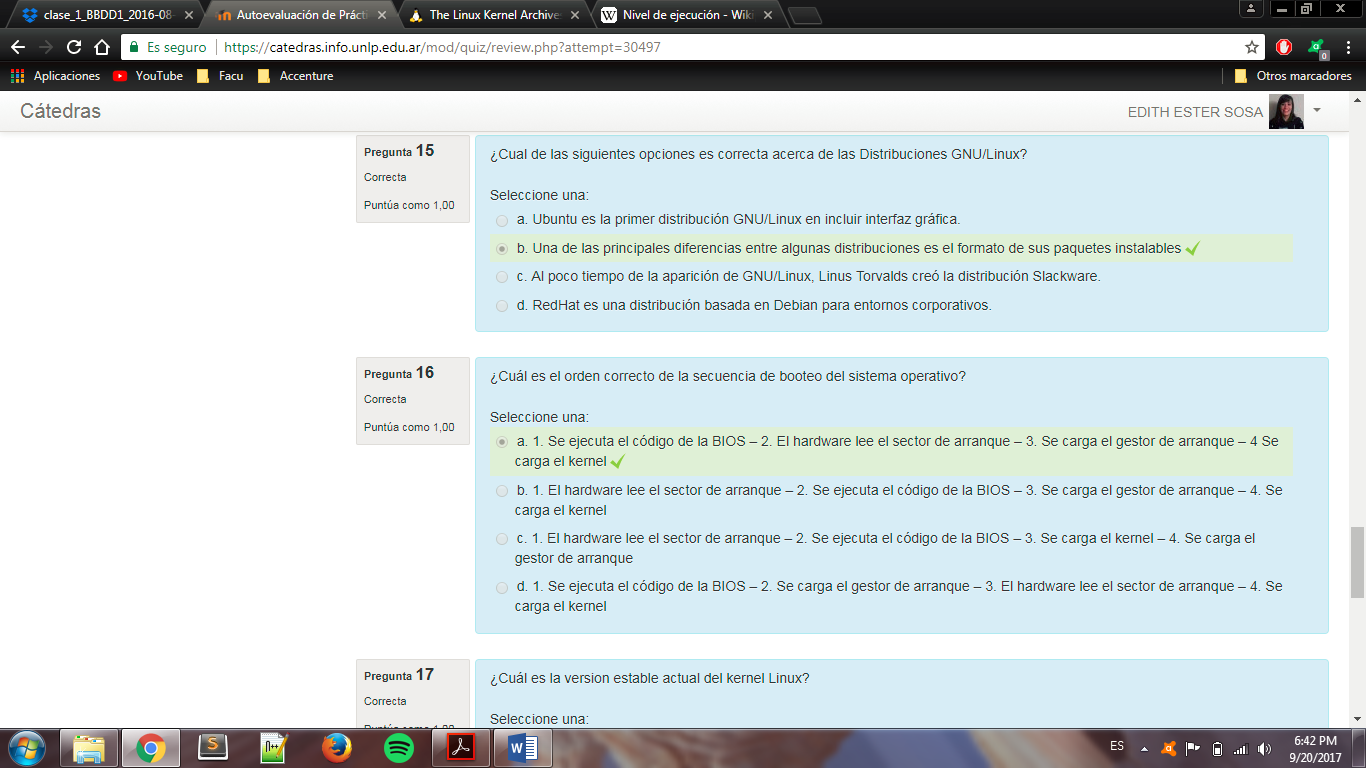 clase_1_BBDD1_2016-08-
Autoevaluación de Prácti
The Linux Kernel Archive
Nivel de ejecución - Wiki
Es seguro
https://catedras.info.unlp.edu.ar/mod/quiz/review.php?attempt=30497
0
Aplicaciones
YouTube
Facu
Accenture
Otros marcadores
Cátedras
EDITH ESTER SOSA
Pregunta 15
Correcta
Puntúa como 1,00
¿Cual de las siguientes opciones es correcta acerca de las Distribuciones GNU/Linux?
Seleccione una:
a. Ubuntu es la primer distribución GNU/Linux en incluir interfaz gráfica.
b. Una de las principales diferencias entre algunas distribuciones es el formato de sus paquetes instalables
c. Al poco tiempo de la aparición de GNU/Linux, Linus Torvalds creó la distribución Slackware.
d. RedHat es una distribución basada en Debian para entornos corporativos.
Pregunta 16
Correcta
Puntúa como 1,00
¿Cuál es el orden correcto de la secuencia de booteo del sistema operativo?
Seleccione una:
a. 1. Se ejecuta el código de la BIOS – 2. El hardware lee el sector de arranque – 3. Se carga el gestor de arranque – 4 Se
carga el kernel
b. 1. El hardware lee el sector de arranque – 2. Se ejecuta el código de la BIOS – 3. Se carga el gestor de arranque – 4. Se
carga el kernel
c. 1. El hardware lee el sector de arranque – 2. Se ejecuta el código de la BIOS – 3. Se carga el kernel – 4. Se carga el
gestor de arranque
d. 1. Se ejecuta el código de la BIOS – 2. Se carga el gestor de arranque – 3. El hardware lee el sector de arranque – 4. Se
carga el kernel
Pregunta 17
Correcta
Puntúa como 1,00
¿Cuál es la version estable actual del kernel Linux?
Seleccione una:
ES
6:42 PM
9/20/2017